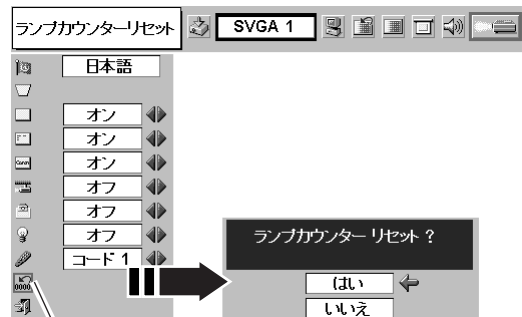 ランプカウンターリセット
SVGA 1
日本語
オン
オン
オン
オフ
オフ
オフ
コード 1
0000
ランプカウンター リセット ?
はい
いいえ